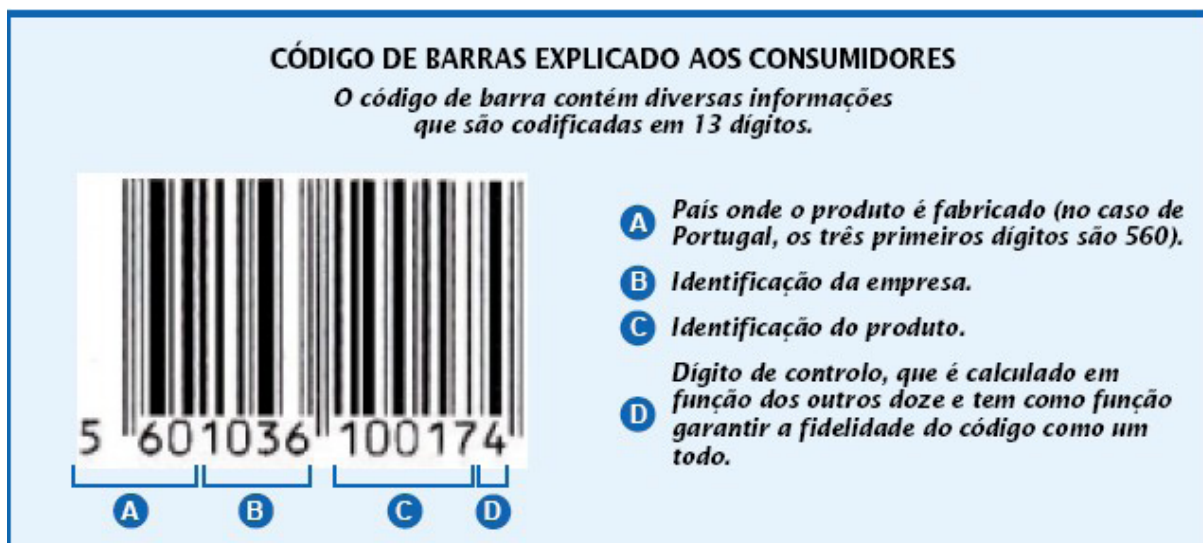 CÓDIGO DE BARRAS EXPLICADO AOS CONSUMIDORES
O código de barra contém diversas informações
que são codificadas em 13 dígitos.
5 601036 100174
A B C D
A País onde o produto é fabricado (no caso de
Portugal, os três primeiros dígitos são 560).
B Identificação da empresa.
C Identificação do produto.
Dígito de controlo, que é calculado em
D função dos outros doze e tem como função
garantir a fidelidade do código como um
todo.